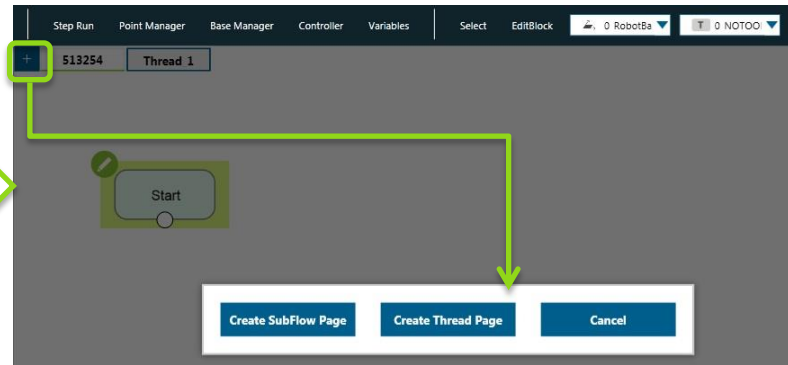 Step Run Point Manager Base Manager Controller Variables Select EditBlock 0 RobotBa T 0 NOTOO
+ 513254 Thread 1
Start
Create SubFlow Page Create Thread Page Cancel